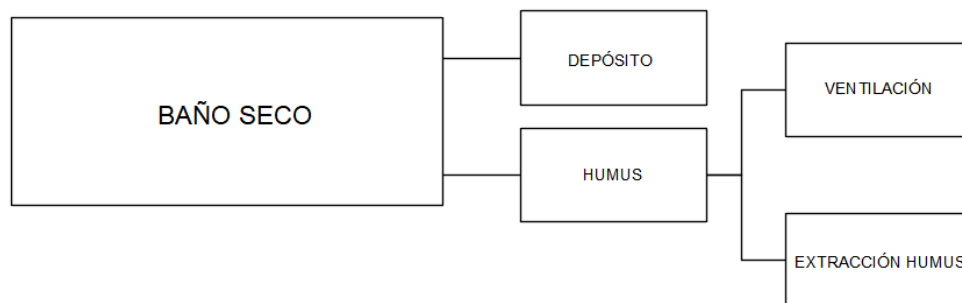 BAÑO SECO
DEPÓSITO
HUMUS
VENTILACIÓN
EXTRACCIÓN HUMUS